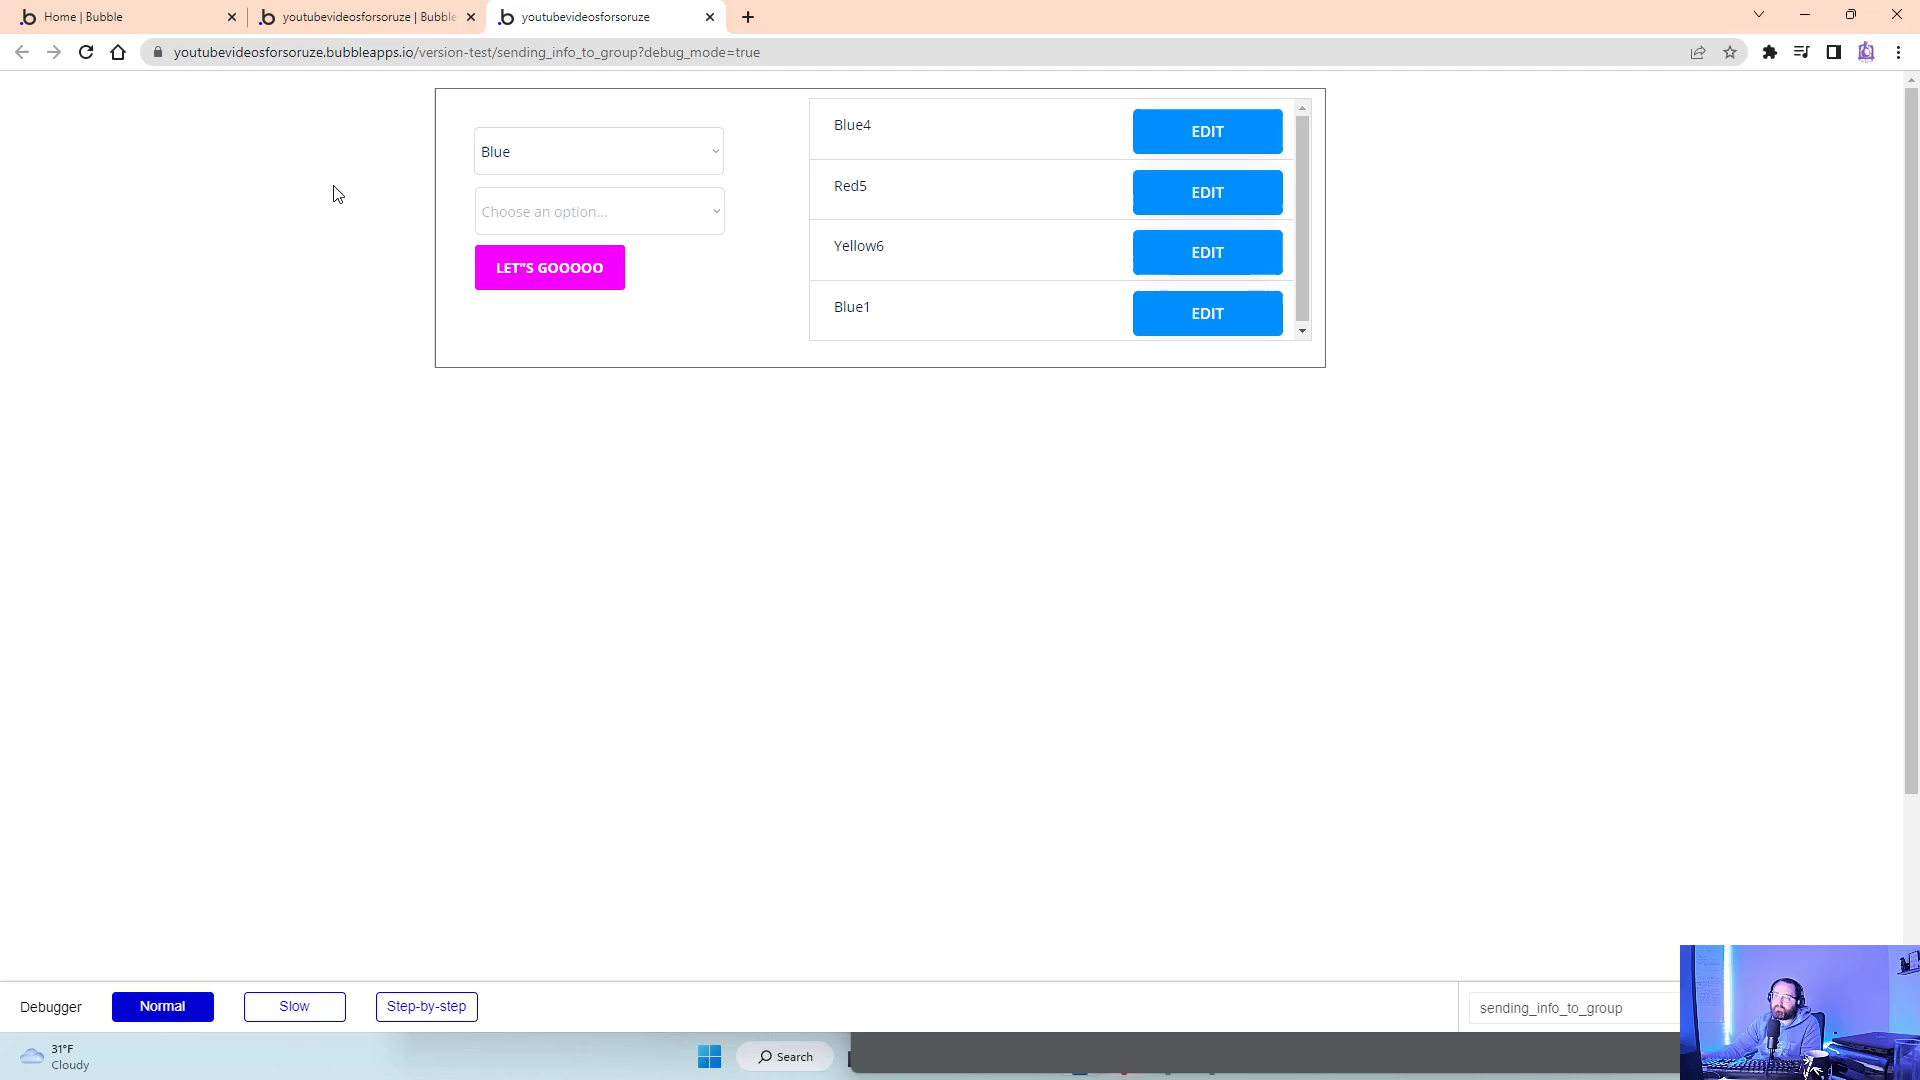 Home | Bubble
youtubevideosforsoruze | Bubble
youtubevideosforsoruze
youtubevideosforsoruze.bubbleapps.io/version-test/sending_info_to_group?debug_mode=true
Blue
Choose an option...
LET"S GOOOOO
Blue4
EDIT
Red5
EDIT
Yellow6
EDIT
Blue1
EDIT
Debugger
Normal
Slow
Step-by-step
sending_info_to_group
31°F
Cloudy
Search